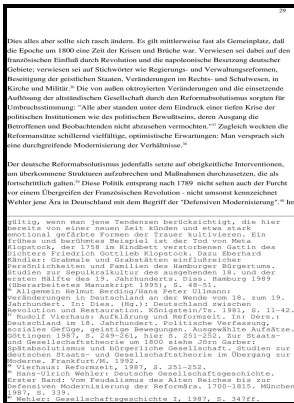 29
Dies alles aber sollte sich rasch ändern. Es gilt mittlerweile fast als Gemeinplatz, daß
die Epoche um 1800 eine Zeit der Krisen und Brüche war. Verwiesen sei dabei auf den
französischen Einfluß durch Revolution und die napoleonische Besetzung deutscher
Gebiete; verwiesen sei auf Stichwörter wie Regierungs- und Verwaltungsreformen,
Beseitigung der geistlichen Staaten, Veränderungen im Rechts- und Schulwesen, in
Kirche und Militär.³⁶ Die von außen oktroyierten Veränderungen und die einsetzende
Auflösung der altständischen Gesellschaft durch den Reformabsolutismus sorgten für
Umbruchsstimmung: "Alle aber standen unter dem Eindruck einer tiefen Krise der
politischen Institutionen wie des politischen Bewußtseins, deren Ausgang die
Betroffenen und Beobachtenden nicht abzusehen vermochten."³⁷ Zugleich weckten die
Reformansätze schillernd vielfältige, optimistische Erwartungen: Man versprach sich
eine durchgreifende Modernisierung der Verhältnisse.³⁸
Der deutsche Reformabsolutismus jedenfalls setzte auf obrigkeitliche Interventionen,
um überkommene Strukturen aufzubrechen und Maßnahmen durchzusetzen, die als
fortschrittlich galten.³⁹ Diese Politik entsprang nach 1789 nicht selten auch der Furcht
vor einem Übergreifen der Französischen Revolution - nicht umsonst kennzeichnet
Wehler jene Ära in Deutschland mit dem Begriff der "Defensiven Modernisierung".⁴⁰ In
gültig, wenn man jene Tendenzen berücksichtigt, die hier
bereits von einer neuen Zeit künden und etwa stark
emotional gefärbte Formen der Trauer kultivieren. Ein
frühes und berühmtes Beispiel ist der Tod von Meta
Klopstock, der 1758 im Kindbett verstorbenen Gattin des
Dichters Friedrich Gottlieb Klopstock. Dazu Eberhard
Kändler: Grabmale und Grabstätten einflußreicher
Persönlichkeiten und Familien des Hamburger Bürgertums.
Studien zur Sepulkralkultur des ausgehenden 18. und der
ersten Hälfte des 19. Jahrhunderts. Diss. Hamburg 1989
(überarbeitetes Manuskript 1995), S. 48-51.
Allgemein Helmut Berding/Hans Peter Ullmann:
Veränderungen in Deutschland an der Wende vom 18. zum 19.
Jahrhundert. In: Dies. (Hg.): Deutschland zwischen
Revolution und Restauration. Königstein/Ts. 1981, S. 11-42.
Rudolf Vierhaus: Aufklärung und Reformzeit. In: Ders.:
Deutschland im 18. Jahrhundert. Politische Verfassung,
soziales Gefüge, geistige Bewegungen. Ausgewählte Aufsätze.
Göttingen 1987, S. 249-261, hier S. 251-252. Zur Staats-
und Gesellschaftstheorie um 1800 siehe Jörn Garber:
Spätabsolutismus und bürgerliche Gesellschaft. Studien zur
deutschen Staats- und Gesellschaftstheorie im Übergang zur
Moderne. Frankfurt/M. 1992.
Vierhaus: Reformzeit, 1987, S. 251-252.
Hans-Ulrich Wehler: Deutsche Gesellschaftsgeschichte.
Erster Band: Vom Feudalismus des Alten Reiches bis zur
Defensiven Modernisierung der Reformära. 1700-1815. München
1987, S. 339.
Wehler: Gesellschaftsgeschichte I, 1987, S. 347ff.